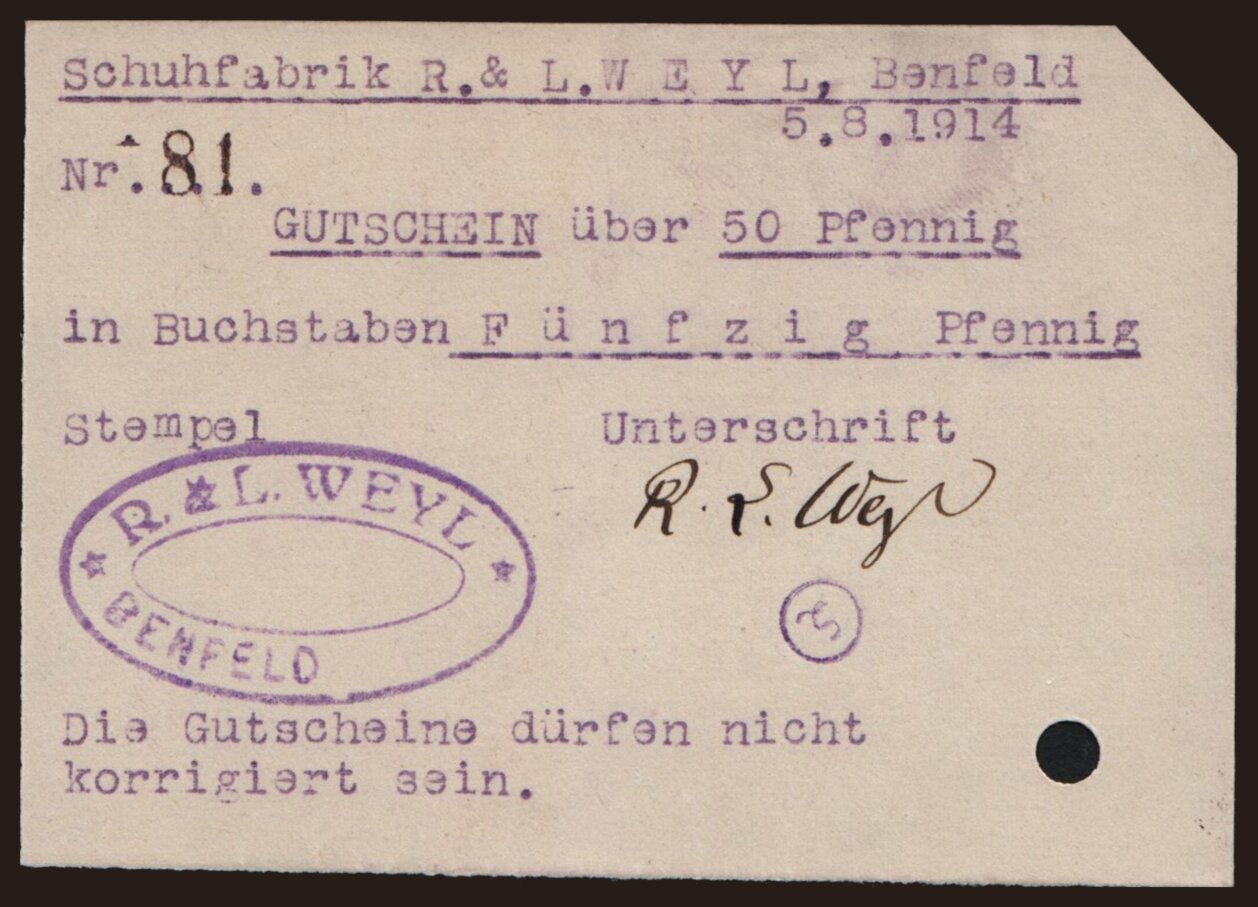 Schuhfabrik R.& L.W E Y L, Benfeld
5.8.1914
Nr. 81.
GUTSCHEIN über 50 Pfennig
in Buchstaben F ü n f z i g Pfennig
Stempel
Unterschrift
R. & L. WEYL
BENFELD
R. L. Weyl
Die Gutscheine dürfen nicht
korrigiert sein.